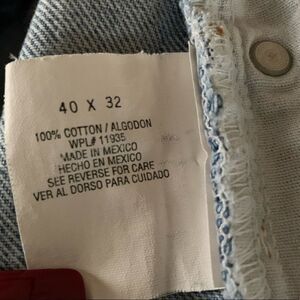 40 X 32
100% COTTON / ALGODON
WPL# 11935
MADE IN MEXICO
HECHO EN MEXICO
SEE REVERSE FOR CARE
VER AL DORSO PARA CUIDADO